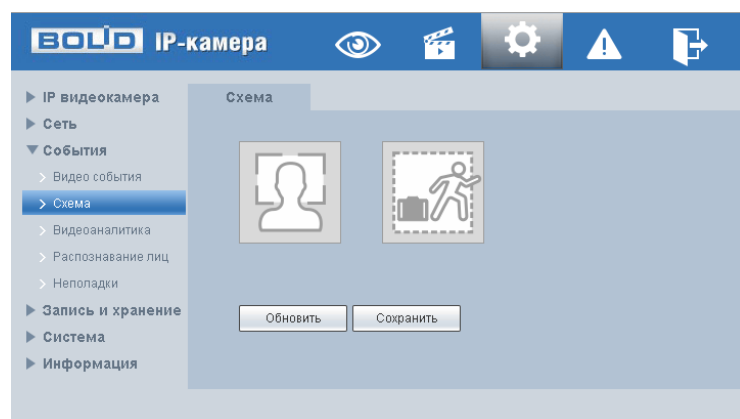 BOLID IP-камера
IP видеокамера
Сеть
События
Видео события
Схема
Видеоаналитика
Распознавание лиц
Неполадки
Запись и хранение
Система
Информация
Схема
Обновить Сохранить